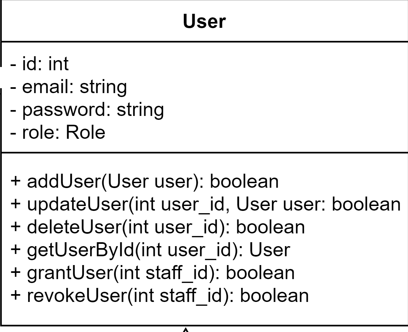 User
- id: int
- email: string
- password: string
- role: Role
+ addUser(User user): boolean
+ updateUser(int user_id, User user: boolean
+ deleteUser(int user_id): boolean
+ getUserById(int user_id): User
+ grantUser(int staff_id): boolean
+ revokeUser(int staff_id): boolean